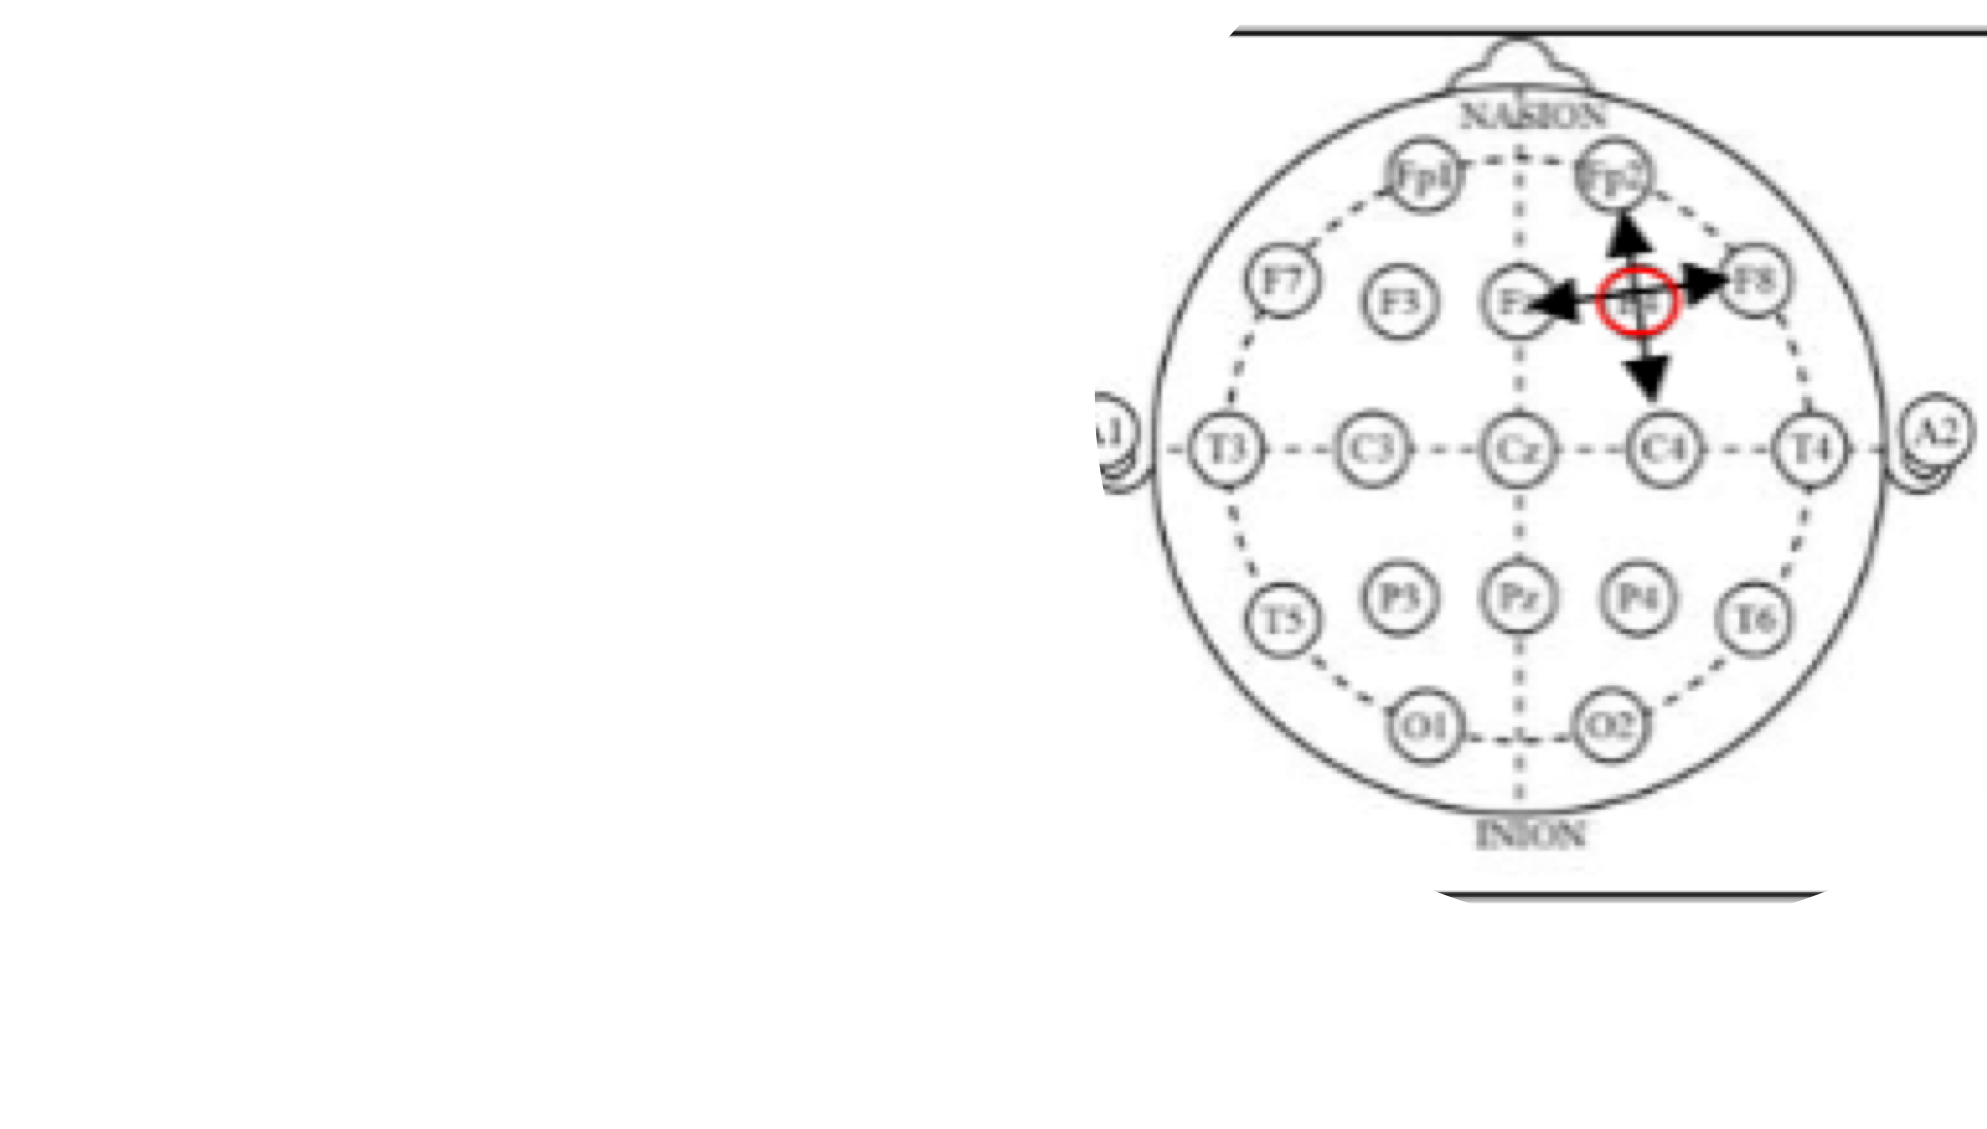 NASION
Fp1 Fp2
F7 F3 Fz F8
A1 T3 C3 Cz C4 T4 A2
T5 P3 Pz P4 T6
O1 O2
INION